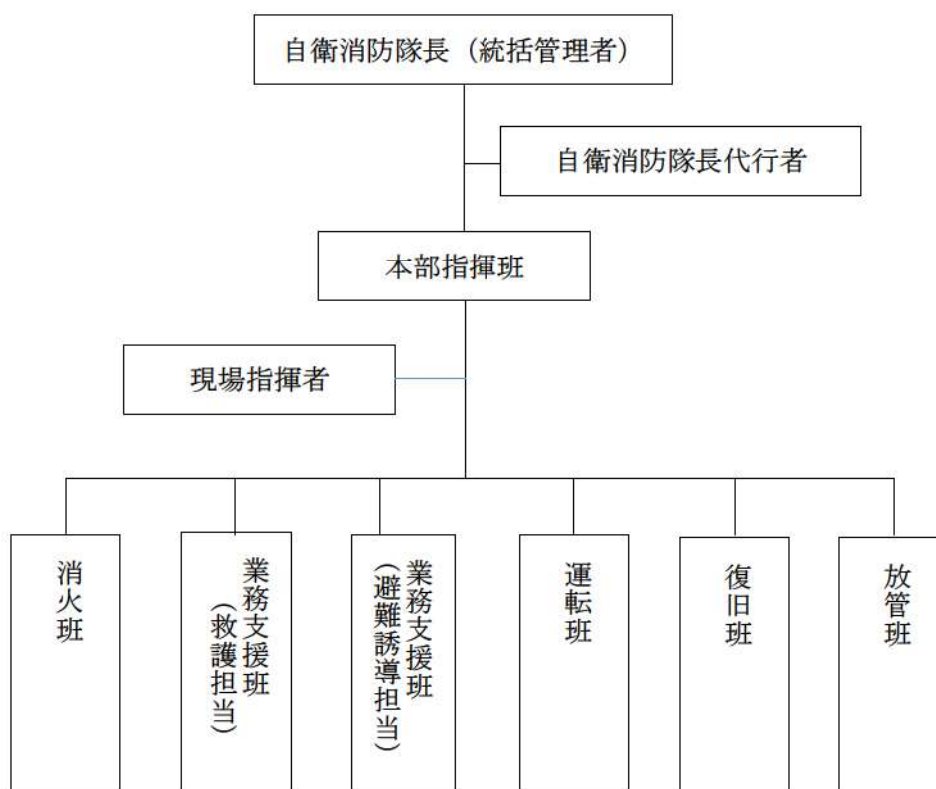 自衛消防隊長（統括管理者）
自衛消防隊長代行者
本部指揮班
現場指揮者
消火班
業務支援班
（救護担当）
業務支援班
（避難誘導担当）
運転班
復旧班
放管班